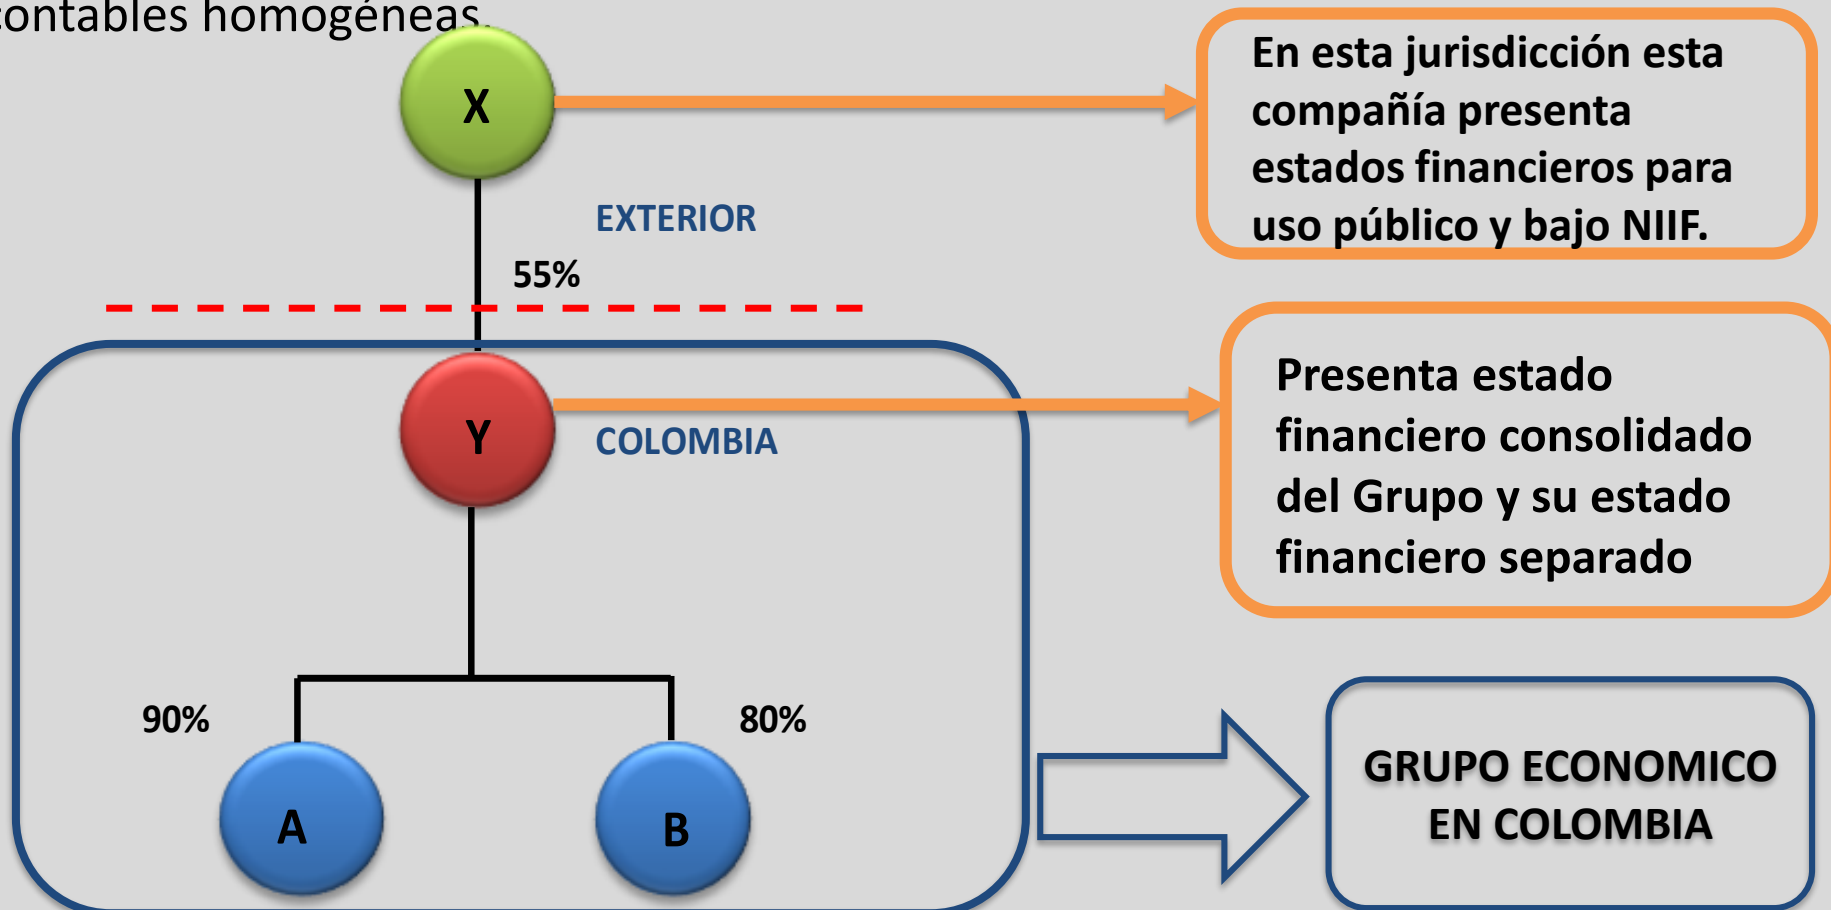 contables homogéneas.
X
En esta jurisdicción esta
compañía presenta
estados financieros para
uso público y bajo NIIF.
EXTERIOR
55%
Y
COLOMBIA
Presenta estado
financiero consolidado
del Grupo y su estado
financiero separado
90%
80%
A
B
GRUPO ECONOMICO
EN COLOMBIA